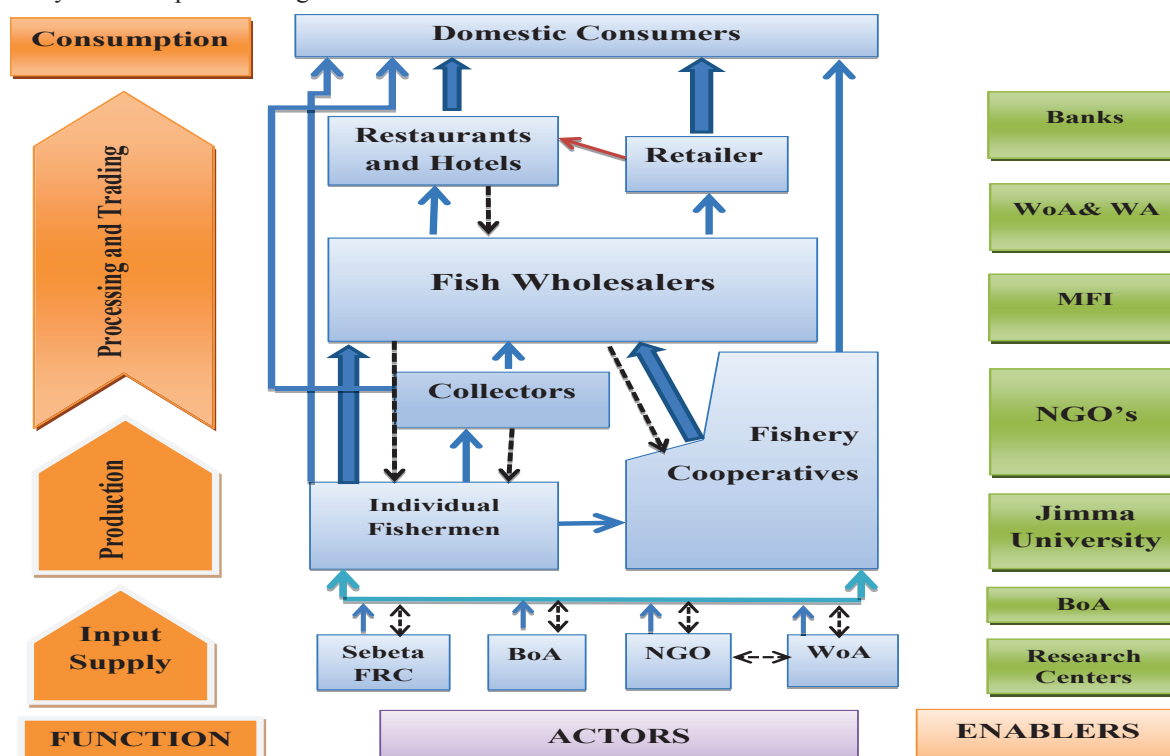 Consumption
Domestic Consumers
Restaurants
and Hotels
Retailer
Banks
Processing and Trading
WoA& WA
Fish Wholesalers
MFI
Collectors
NGO's
Fishery
Cooperatives
Production
Individual
Fishermen
Jimma
University
BoA
Input
Supply
Sebeta
FRC
BoA
NGO
WoA
Research
Centers
FUNCTION
ACTORS
ENABLERS